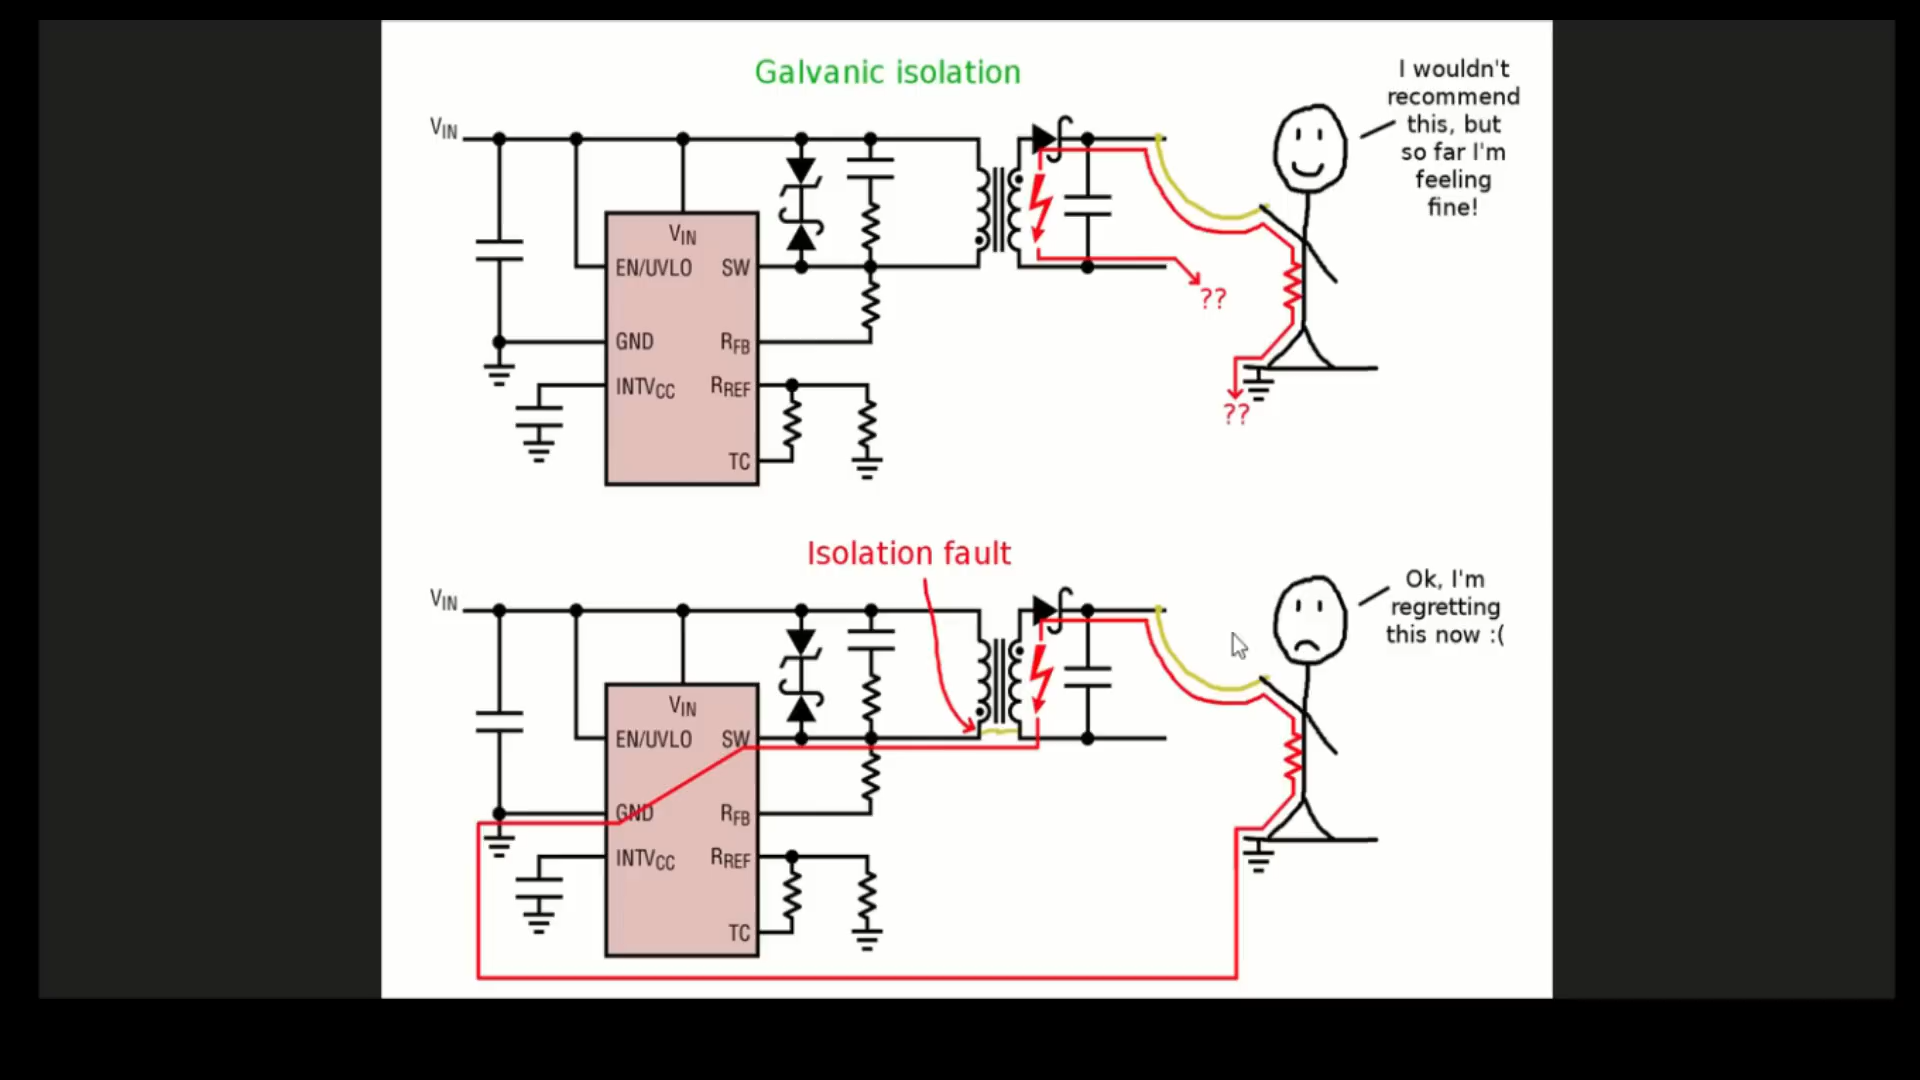 Galvanic isolation
I wouldn't
recommend
this, but
so far I'm
feeling
fine!
VIN
VIN
EN/UVLO SW
GND RFB
INTVCC RREF
TC
??
??
Isolation fault
Ok, I'm
regretting
this now :(
VIN
VIN
EN/UVLO SW
GND RFB
INTVCC RREF
TC